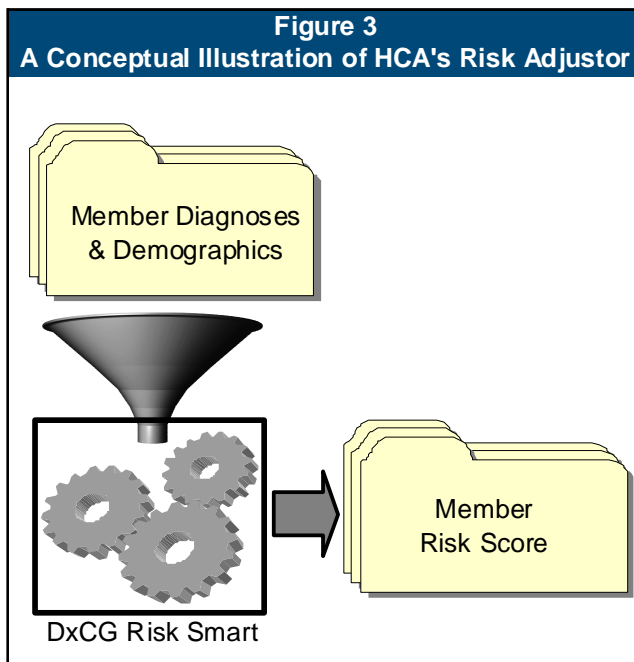 Figure 3
A Conceptual Illustration of HCA's Risk Adjustor
Member Diagnoses
& Demographics
Member
Risk Score
DxCG Risk Smart